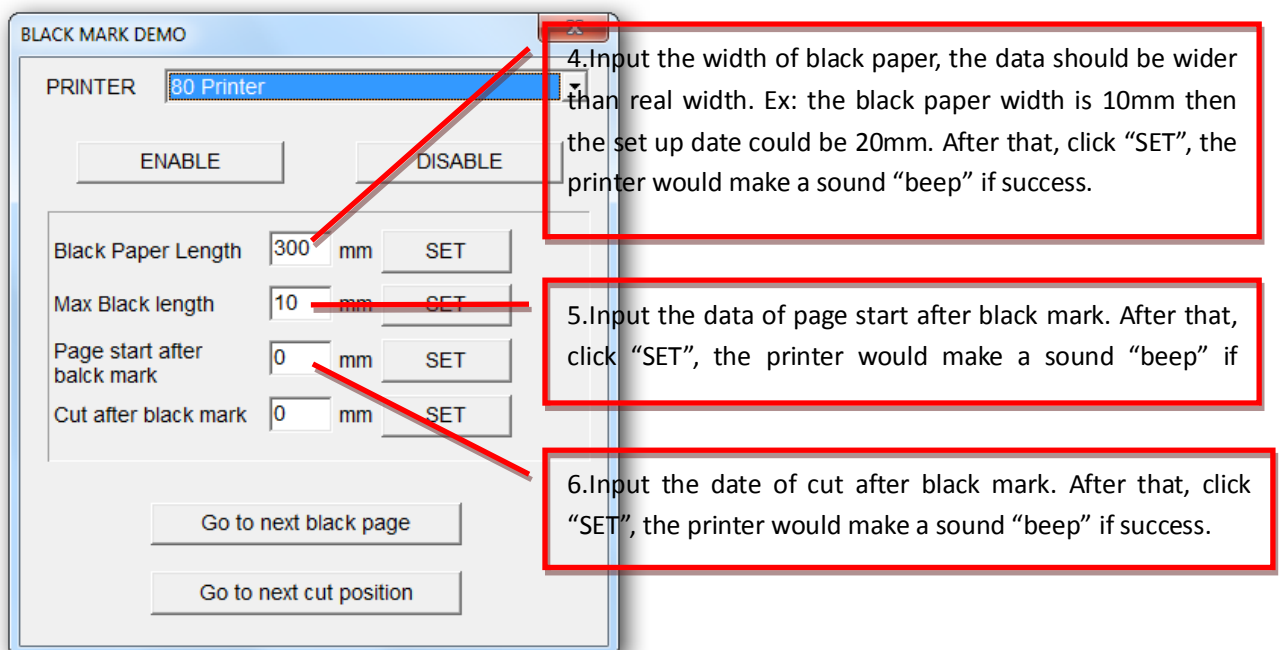 BLACK MARK DEMO
PRINTER 80 Printer
ENABLE DISABLE
Black Paper Length 300 mm SET
Max Black length 10 mm SET
Page start after
balck mark 0 mm SET
Cut after black mark 0 mm SET
Go to next black page
Go to next cut position
4.Input the width of black paper, the data should be wider
than real width. Ex: the black paper width is 10mm then
the set up date could be 20mm. After that, click “SET”, the
printer would make a sound “beep” if success.
5.Input the data of page start after black mark. After that,
click “SET”, the printer would make a sound “beep” if
6.Input the date of cut after black mark. After that, click
“SET”, the printer would make a sound “beep” if success.